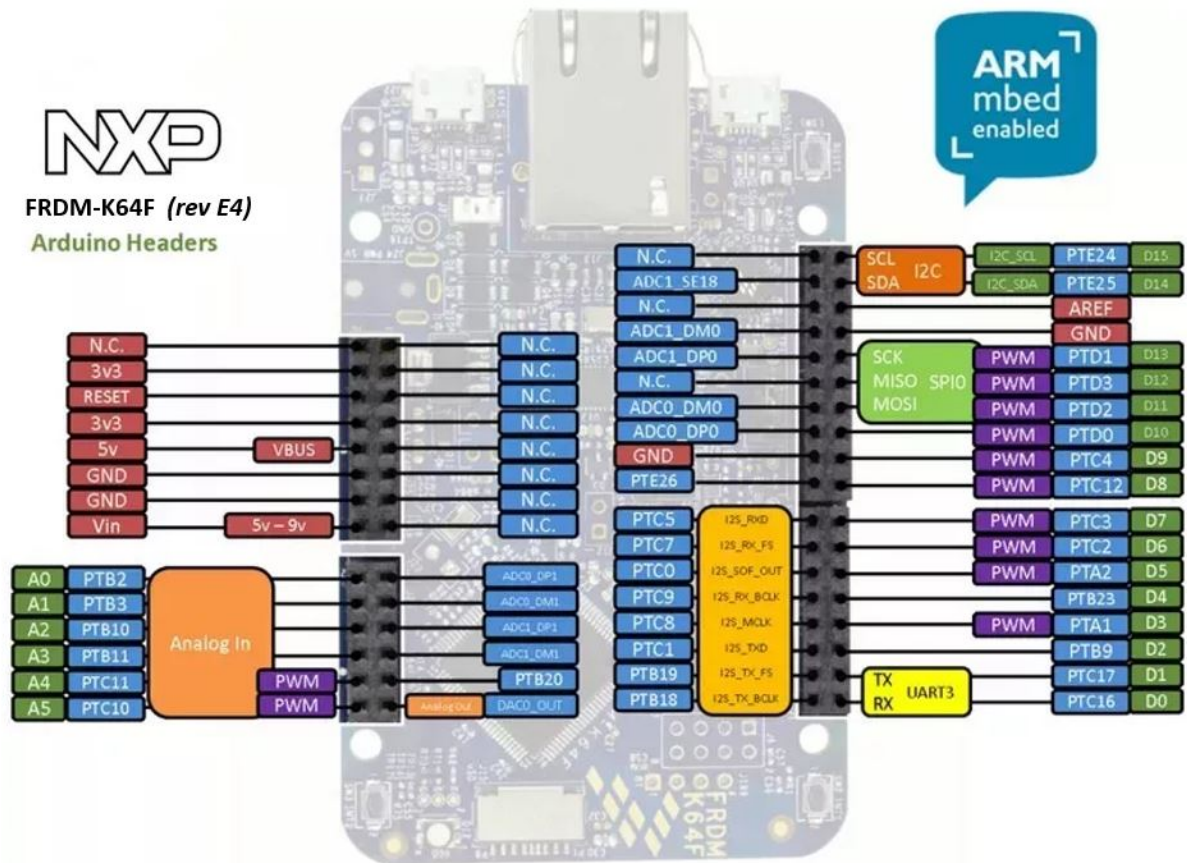 NXP
FRDM-K64F (rev E4)
Arduino Headers
ARM
mbed
enabled
N.C. SCL I2C I2C_SCL PTE24 D15
ADC1_SE18 SDA I2C_SDA PTE25 D14
N.C. AREF
ADC1_DM0 GND
ADC1_DP0 SCK PWM PTD1 D13
N.C. MISO SPI0 PWM PTD3 D12
ADC0_DM0 MOSI PWM PTD2 D11
ADC0_DP0 PWM PTD0 D10
GND PWM PTC4 D9
PTE26 PWM PTC12 D8
N.C. N.C.
3v3 N.C.
RESET N.C.
3v3 N.C.
5v VBUS N.C.
GND N.C.
GND N.C.
Vin 5v – 9v N.C.
PTC5 I2S_RXD PWM PTC3 D7
PTC7 I2S_RX_FS PWM PTC2 D6
PTC0 I2S_SOF_OUT PWM PTA2 D5
PTC9 I2S_RX_BCLK PTB23 D4
PTC8 I2S_MCLK PWM PTA1 D3
PTC1 I2S_TXD PTB9 D2
PTB19 I2S_TX_FS TX UART3 PTC17 D1
PTB18 I2S_TX_BCLK RX PTC16 D0
A0 PTB2 ADC0_DP1
A1 PTB3 ADC0_DM1
A2 PTB10 Analog In ADC1_DP1
A3 PTB11 ADC1_DM1
A4 PTC11 PWM PTB20
A5 PTC10 PWM Analog Out DAC0_OUT
K64F
FRDM
K64F